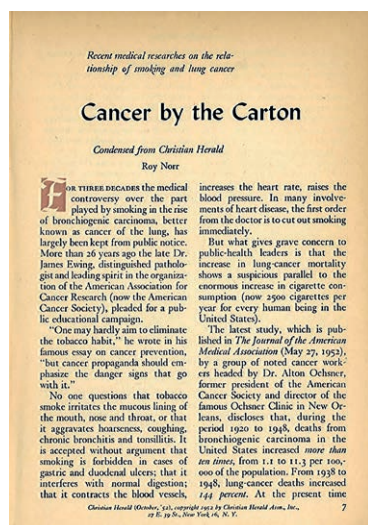 Recent medical researches on the rela-
tionship of smoking and lung cancer
Cancer by the Carton
Condensed from Christian Herald
Roy Norr
FOR THREE DECADES the medical
controversy over the part
played by smoking in the rise
of bronchiogenic carcinoma, better
known as cancer of the lung, has
largely been kept from public notice.
More than 26 years ago the late Dr.
James Ewing, distinguished patholo-
gist and leading spirit in the organiza-
tion of the American Association for
Cancer Research (now the American
Cancer Society), pleaded for a pub-
lic educational campaign.
"One may hardly aim to eliminate
the tobacco habit," he wrote in his
famous essay on cancer prevention,
"but cancer propaganda should em-
phasize the danger signs that go
with it."
No one questions that tobacco
smoke irritates the mucous lining of
the mouth, nose and throat, or that
it aggravates hoarseness, coughing,
chronic bronchitis and tonsillitis. It
is accepted without argument that
smoking is forbidden in cases of
gastric and duodenal ulcers; that it
interferes with normal digestion;
that it contracts the blood vessels,
increases the heart rate, raises the
blood pressure. In many involve-
ments of heart disease, the first order
from the doctor is to cut out smoking
immediately.
But what gives grave concern to
public-health leaders is that the
increase in lung-cancer mortality
shows a suspicious parallel to the
enormous increase in cigarette con-
sumption (now 2500 cigarettes per
year for every human being in the
United States).
The latest study, which is pub-
lished in The Journal of the American
Medical Association (May 27, 1952),
by a group of noted cancer work-
ers headed by Dr. Alton Ochsner,
former president of the American
Cancer Society and director of the
famous Ochsner Clinic in New Or-
leans, discloses that, during the
period 1920 to 1948, deaths from
bronchiogenic carcinoma in the
United States increased more than
ten times, from 1.1 to 11.3 per 100,-
000 of the population. From 1938 to
1948, lung-cancer deaths increased
144 percent. At the present time
Christian Herald (October, '52), copyright 1952 by Christian Herald Assn., Inc.,
27 E. 39 St., New York 16, N. Y.
7